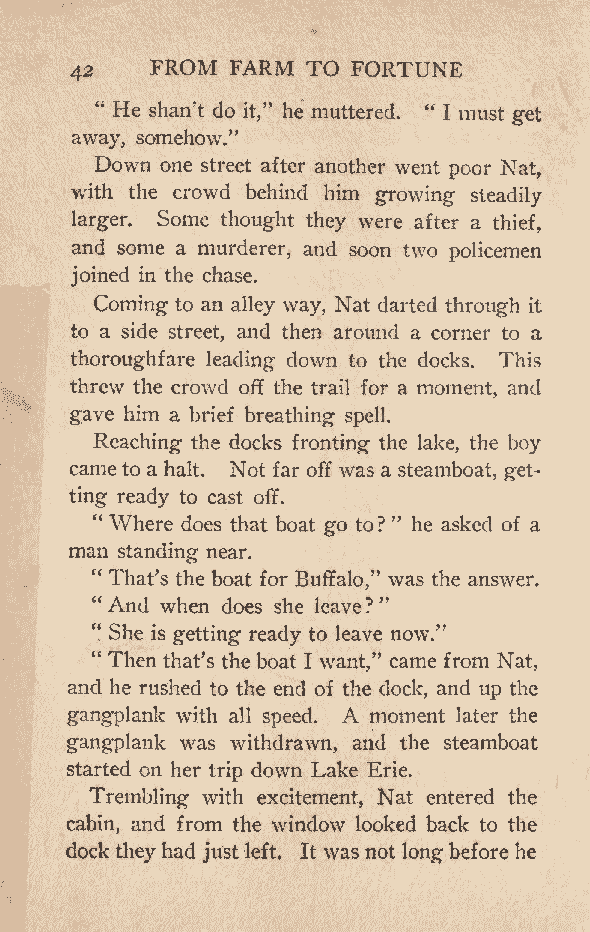 42 FROM FARM TO FORTUNE
“ He shan't do it,” he muttered. “ I must get
away, somehow.”
Down one street after another went poor Nat,
with the crowd behind him growing steadily
larger. Some thought they were after a thief,
and some a murderer, and soon two policemen
joined in the chase.
Coming to an alley way, Nat darted through it
to a side street, and then around a corner to a
thoroughfare leading down to the docks. This
threw the crowd off the trail for a moment, and
gave him a brief breathing spell.
Reaching the docks fronting the lake, the boy
came to a halt. Not far off was a steamboat, get-
ting ready to cast off.
“ Where does that boat go to? ” he asked of a
man standing near.
“ That's the boat for Buffalo,” was the answer.
“ And when does she leave? ”
“ She is getting ready to leave now.”
“ Then that's the boat I want,” came from Nat,
and he rushed to the end of the dock, and up the
gangplank with all speed. A moment later the
gangplank was withdrawn, and the steamboat
started on her trip down Lake Erie.
Trembling with excitement, Nat entered the
cabin, and from the window looked back to the
dock they had just left. It was not long before he